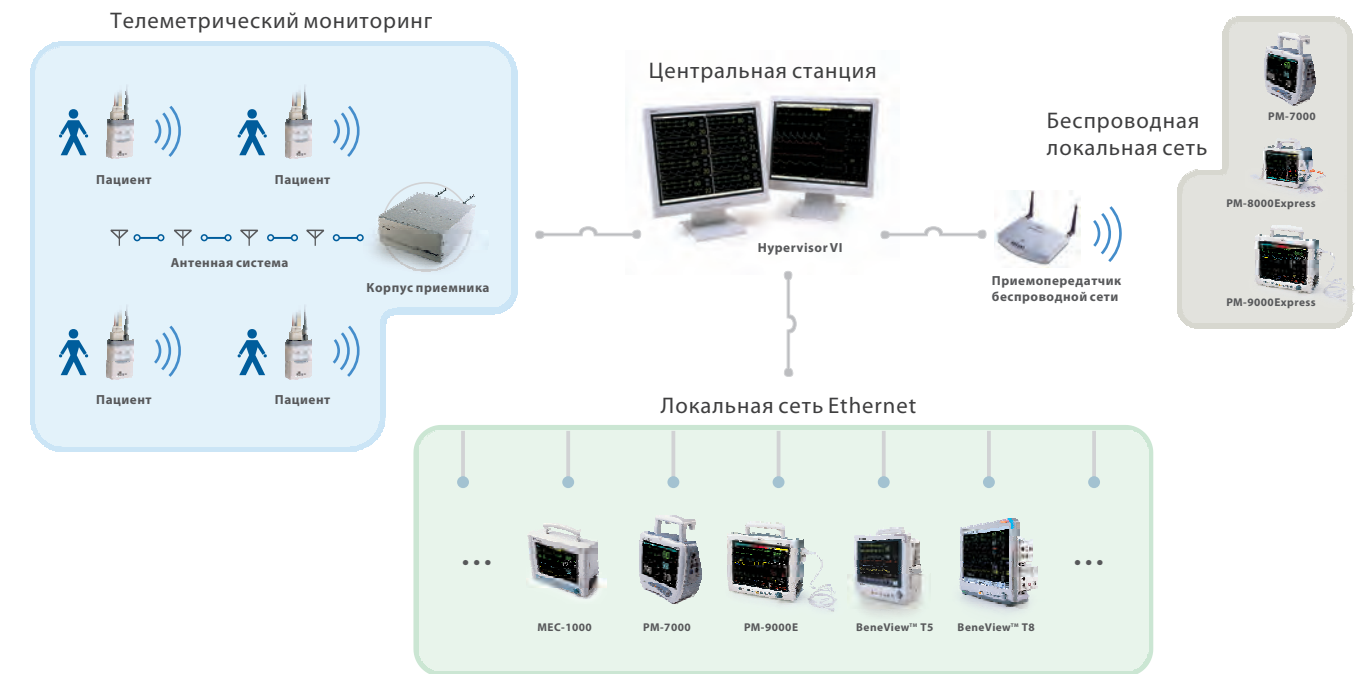 Телеметрический мониторинг
Пациент
Пациент
Антенная система
Корпус приемника
Пациент
Пациент
Центральная станция
Hypervisor VI
Беспроводная
локальная сеть
Приемопередатчик
беспроводной сети
PM-7000
PM-8000Express
PM-9000Express
Локальная сеть Ethernet
...
MEC-1000
PM-7000
PM-9000E
BeneView™ T5
BeneView™ T8
...